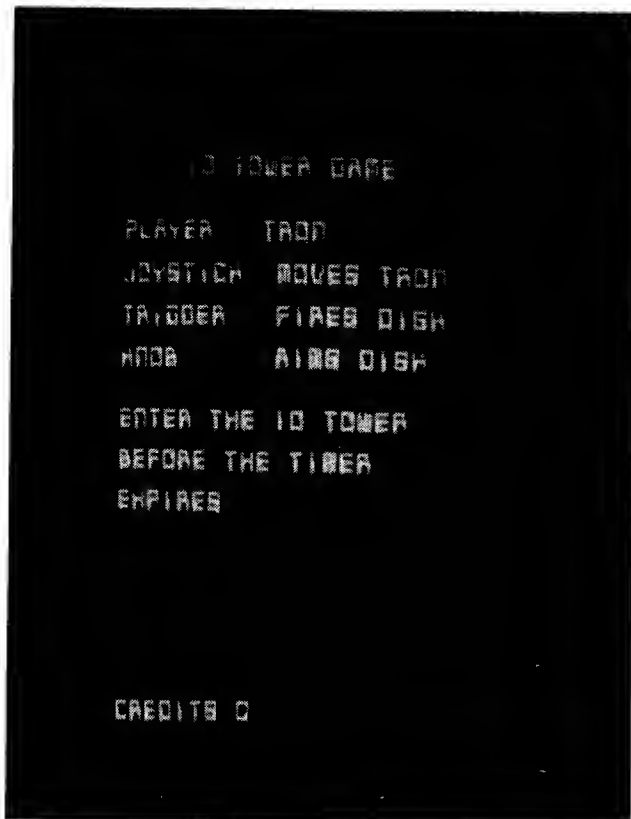 IO TOWER GAME
PLAYER TRON
JOYSTICK MOVES TRON
TRIGGER FIRES DISK
KNOB AIMS DISK
ENTER THE IO TOWER
BEFORE THE TIMER
EXPIRES
CREDITS 0